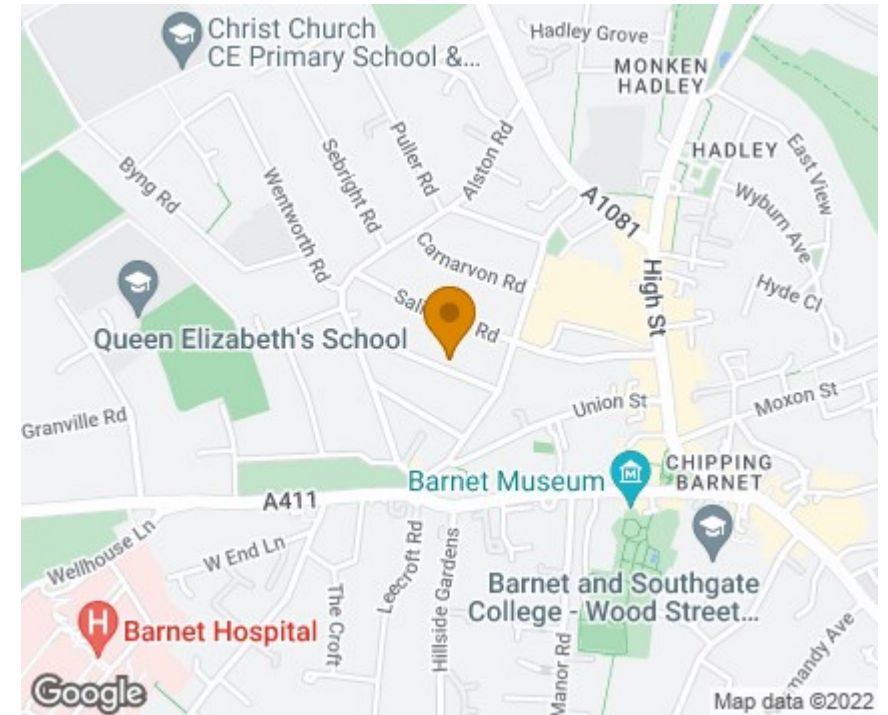 Christ Church
CE Primary School &...
Hadley Grove
MONKEN
HADLEY
HADLEY
East View
Wyburn Ave
Hyde Cl
Byng Rd
Wentworth Rd
Sebright Rd
Puller Rd
Alston Rd
A1081
High St
Carnarvon Rd
Rd
Queen Elizabeth's School
Granville Rd
Union St
Moxon St
CHIPPING
BARNET
Barnet Museum
M
A411
Wellhouse Ln
W End Ln
The Croft
Leecroft Rd
Hillside Gardens
Manor Rd
Barnet and Southgate
College - Wood Street...
H
Barnet Hospital
Google
Map data ©2022